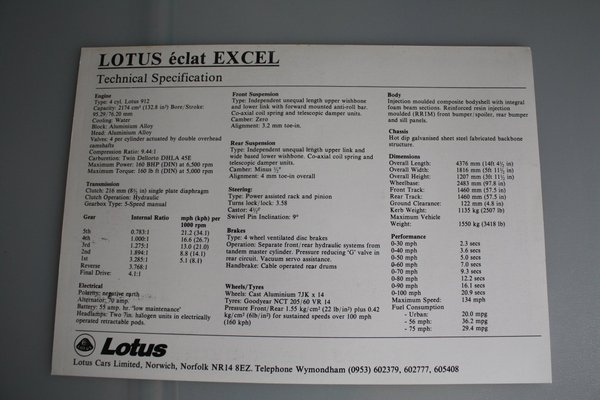 LOTUS éclat EXCEL
Technical Specification
Engine
Type: 4 cyl. Lotus 912
Capacity: 2174 cm³ (132.8 in³) Bore/Stroke:
95.29/76.20 mm
Cooling: Water
Block: Aluminium Alloy
Head: Aluminium Alloy
Valves: 4 per cylinder actuated by double overhead
camshafts
Compression Ratio: 9.44:1
Carburettion: Twin Dellorto DHLA 45E
Maximum Power: 160 BHP (DIN) at 6,500 rpm
Maximum Torque: 160 lb ft (DIN) at 5,000 rpm
Transmission
Clutch: 216 mm (8½ in) single plate diaphragm
Clutch Operation: Hydraulic
Gearbox Type: 5-speed manual
Gear Internal Ratio mph (kph) per
1000 rpm
5th 0.783:1 21.2 (34.1)
4th 1.000:1 16.6 (26.7)
3rd 1.275:1 13.0 (21.0)
2nd 1.894:1 8.8 (14.1)
1st 3.285:1 5.1 (8.1)
Reverse 3.768:1
Final Drive: 4.1:1
Electrical
Polarity: negative earth
Alternator: 70 amp
Battery: 55 amp. hr. 'low maintenance'
Headlamps: Two 7in. halogen units in electrically
operated retractable pods.
Front Suspension
Type: Independent unequal length upper wishbone
and lower link with forward mounted anti-roll bar.
Co-axial coil spring and telescopic damper units.
Camber: Zero
Alignment: 3.2 mm toe-in.
Rear Suspension
Type: Independent unequal length upper link and
wide based lower wishbone. Co-axial coil spring and
telescopic damper units.
Camber: Minus ½°
Alignment: 4 mm toe-in overall
Steering:
Type: Power assisted rack and pinion
Turns lock/lock: 3.58
Castor: 4½°
Swivel Pin Inclination: 9°
Brakes
Type: 4 wheel ventilated disc brakes
Operation: Separate front/rear hydraulic systems from
tandem master cylinder. Pressure reducing 'G' valve in
rear circuit. Vacuum servo assistance.
Handbrake: Cable operated rear drums
Wheels/Tyres
Wheels: Cast Aluminium 7JK x 14
Tyres: Goodyear NCT 205/60 VR 14
Pressure Front/Rear 1.55 kg/cm² (22 lb/in²) plus 0.42
kg/cm² (6lb/in²) for sustained speeds over 100 mph
(160 kph)
Body
Injection moulded composite bodyshell with integral
foam beam sections. Reinforced resin injection
moulded (RRIM) front bumper/spoiler, rear bumper
and sill panels.
Chassis
Hot dip galvanised sheet steel fabricated backbone
structure.
Dimensions
Overall Length: 4376 mm (14ft. 4½ in)
Overall Width: 1816 mm (5ft 11½ in)
Overall Height: 1207 mm (3ft 11½ in)
Wheelbase: 2483 mm (97.8 in)
Front Track: 1460 mm (57.5 in)
Rear Track: 1460 mm (57.5 in)
Ground Clearance: 122 mm (4.8 in)
Kerb Weight: 1135 kg (2507 lb)
Maximum Vehicle
Weight: 1550 kg (3418 lb)
Performance
0-30 mph 2.3 secs
0-40 mph 3.6 secs
0-50 mph 5.0 secs
0-60 mph 7.0 secs
0-70 mph 9.3 secs
0-80 mph 12.2 secs
0-90 mph 16.1 secs
0-100 mph 20.9 secs
Maximum Speed: 134 mph
Fuel Consumption
- Urban: 20.0 mpg
- 56 mph: 36.2 mpg
- 75 mph: 29.4 mpg
Lotus
Lotus Cars Limited, Norwich, Norfolk NR14 8EZ. Telephone Wymondham (0953) 602379, 602777, 605408